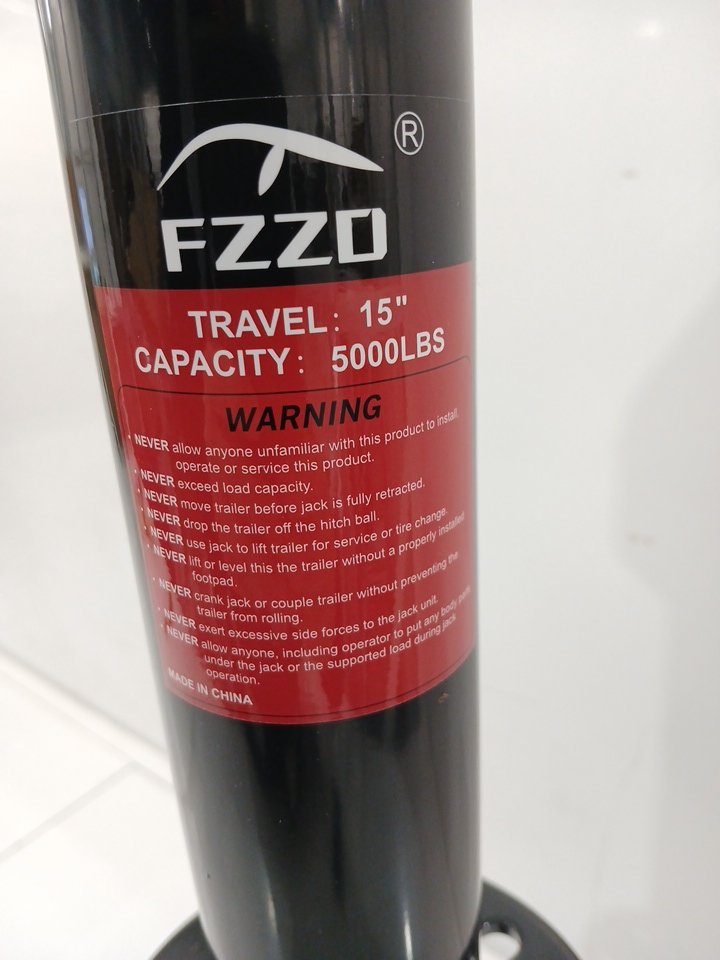 ®
FZZD
TRAVEL: 15"
CAPACITY: 5000LBS
WARNING
· NEVER allow anyone unfamiliar with this product to install,
operate or service this product.
· NEVER exceed load capacity.
· NEVER move trailer before jack is fully retracted.
· NEVER drop the trailer off the hitch ball.
· NEVER use jack to lift trailer for service or tire change.
· NEVER lift or level this the trailer without a properly installed
footpad.
· NEVER crank jack or couple trailer without preventing the
trailer from rolling.
· NEVER exert excessive side forces to the jack unit.
· NEVER allow anyone, including operator to put any body parts
under the jack or the supported load during jack
operation.
MADE IN CHINA